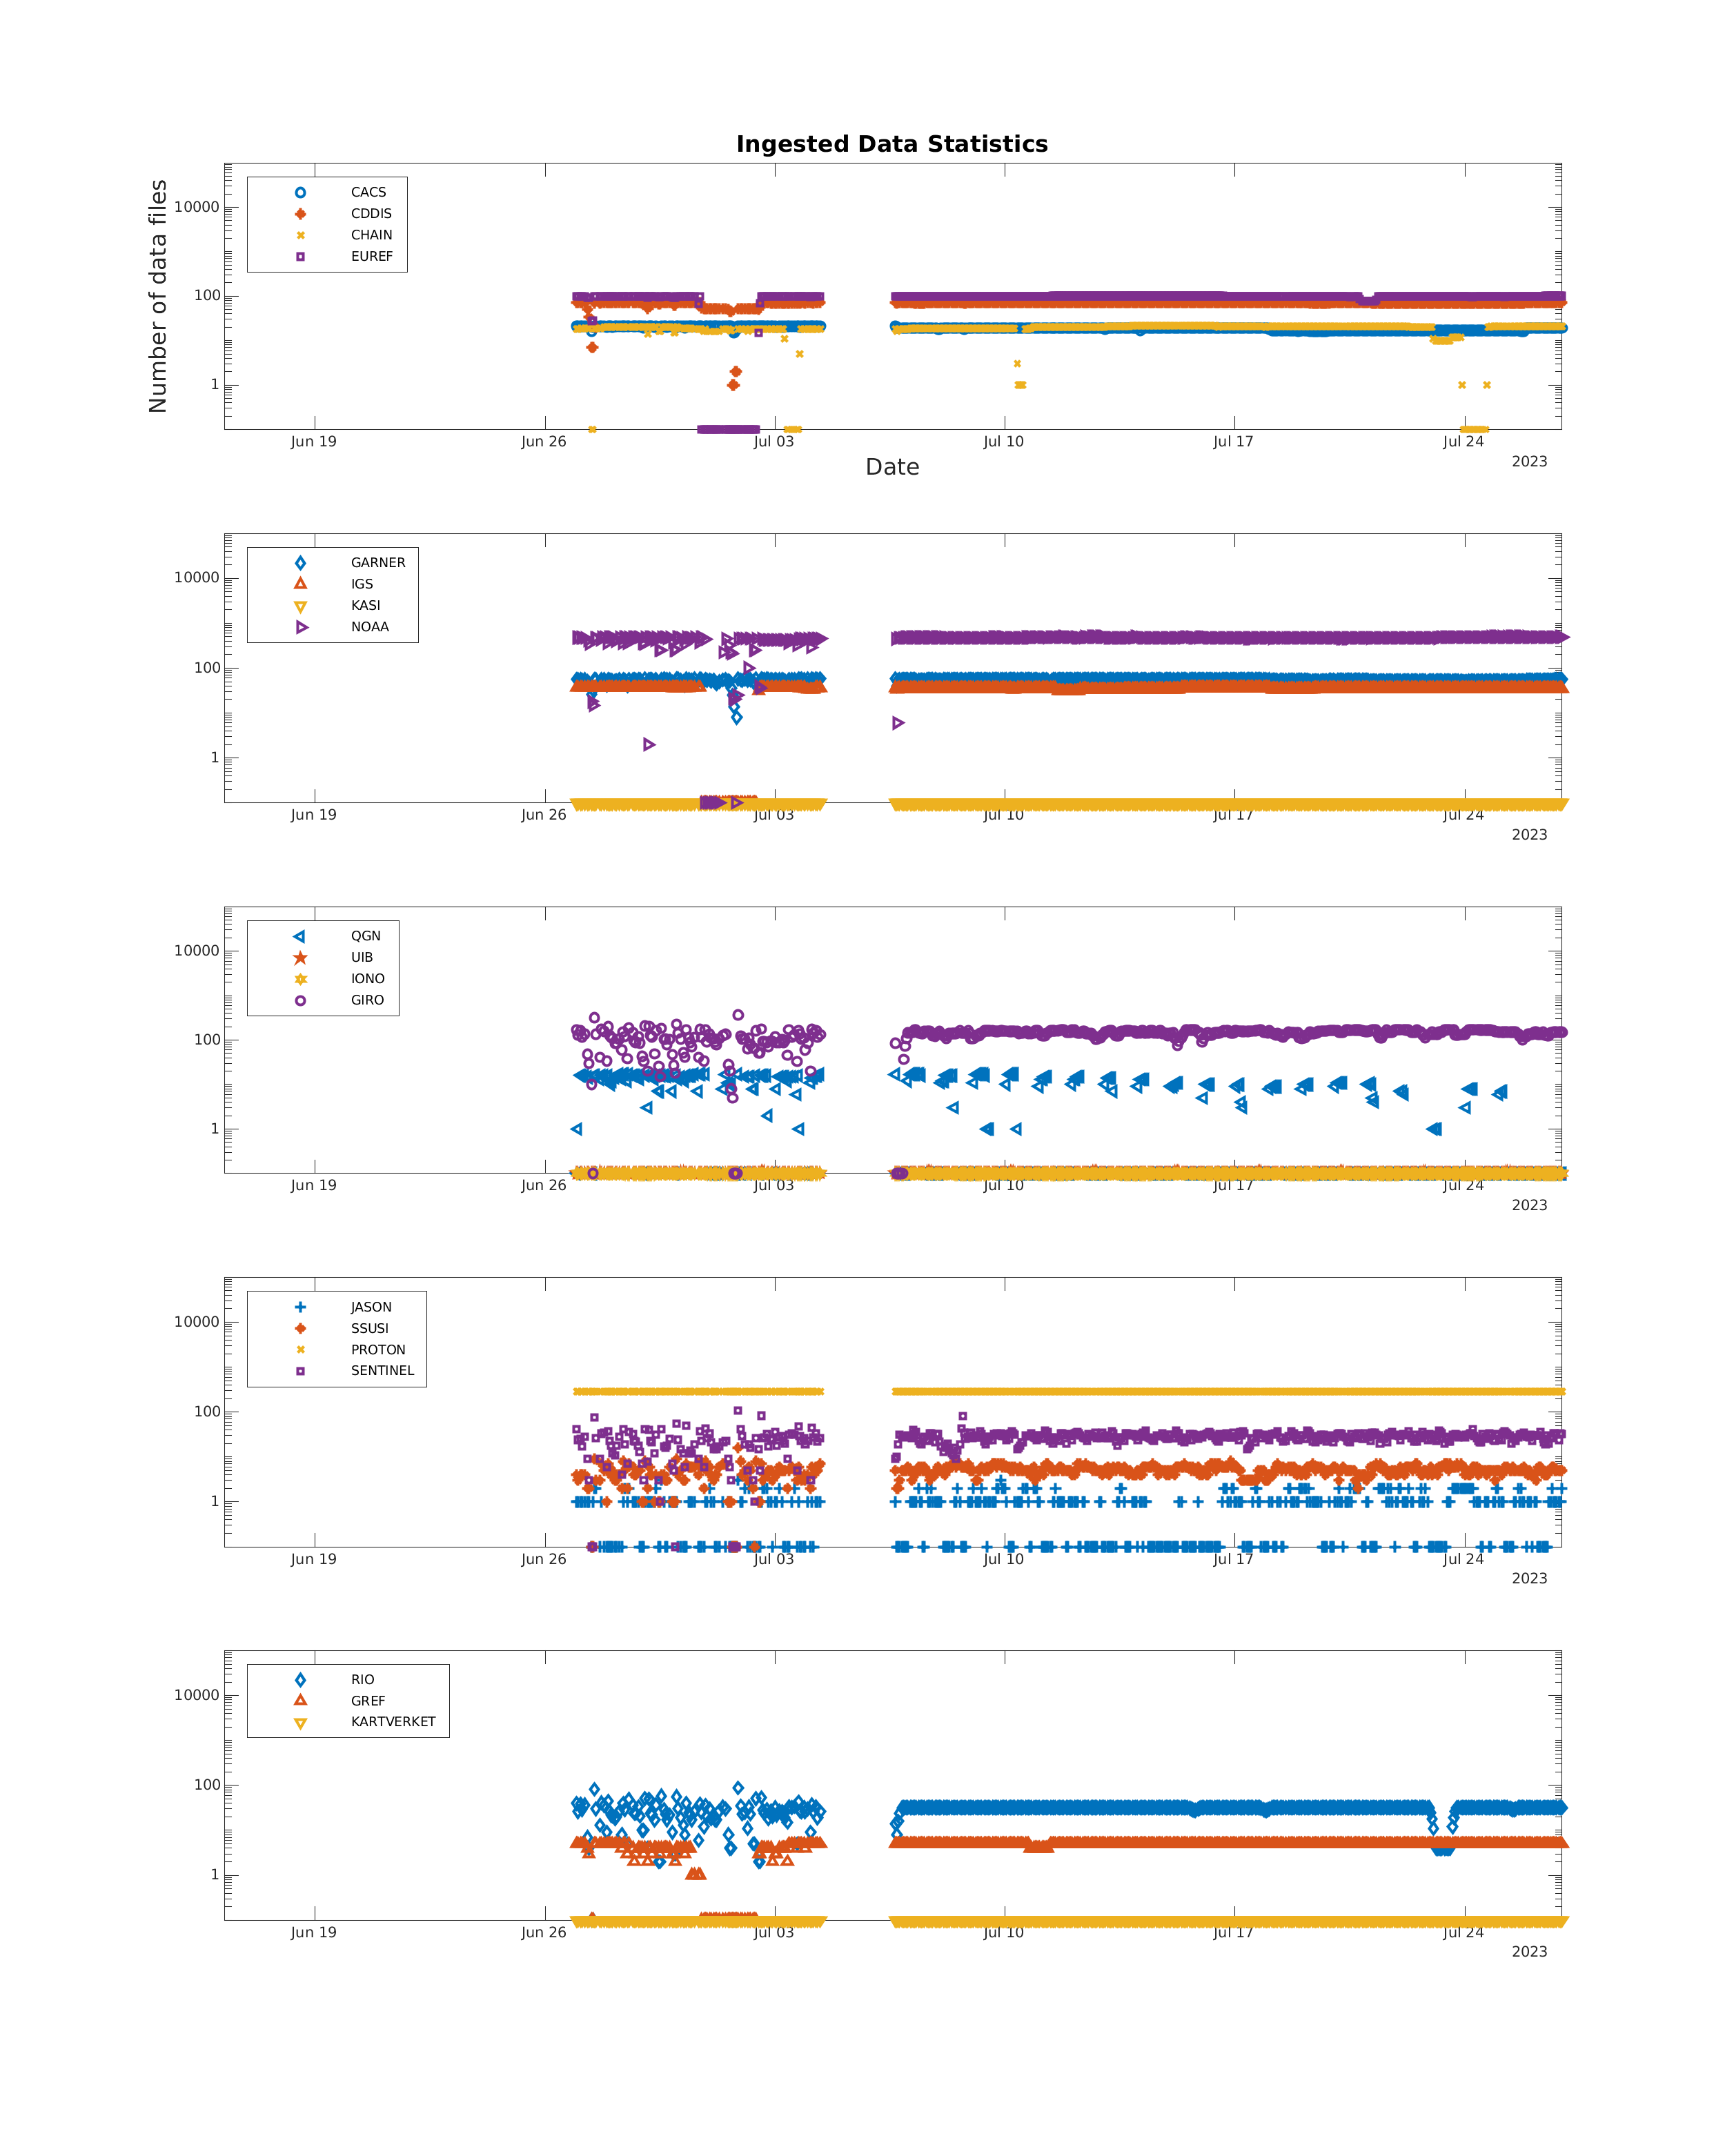 Ingested Data Statistics
Number of data files
CACS
CDDIS
CHAIN
EUREF
10000
100
1
Jun 19 Jun 26 Jul 03 Jul 10 Jul 17 Jul 24
2023
Date
GARNER
IGS
KASI
NOAA
10000
100
1
Jun 19 Jun 26 Jul 03 Jul 10 Jul 17 Jul 24
2023
QGN
UIB
IONO
GIRO
10000
100
1
Jun 19 Jun 26 Jul 03 Jul 10 Jul 17 Jul 24
2023
JASON
SSUSI
PROTON
SENTINEL
10000
100
1
Jun 19 Jun 26 Jul 03 Jul 10 Jul 17 Jul 24
2023
RIO
GREF
KARTVERKET
10000
100
1
Jun 19 Jun 26 Jul 03 Jul 10 Jul 17 Jul 24
2023